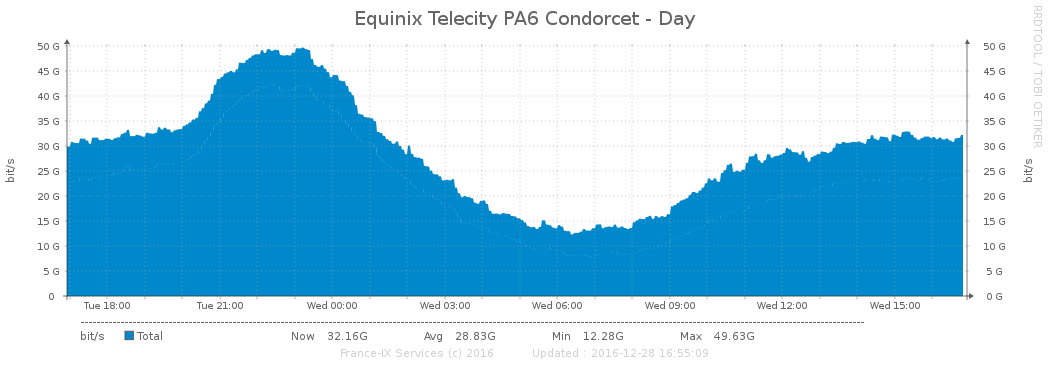 Equinix Telecity PA6 Condorcet - Day
RRDTOOL / TOBI OETIKER
50 G 50 G
45 G 45 G
40 G 40 G
35 G 35 G
30 G 30 G
25 G 25 G
20 G 20 G
15 G 15 G
10 G 10 G
5 G 5 G
0 0 G
bit/s
bit/s
Tue 18:00 Tue 21:00 Wed 00:00 Wed 03:00 Wed 06:00 Wed 09:00 Wed 12:00 Wed 15:00
bit/s Total Now 32.16G Avg 28.83G Min 12.28G Max 49.63G
France-IX Services (c) 2016 Updated : 2016-12-28 16:55:09